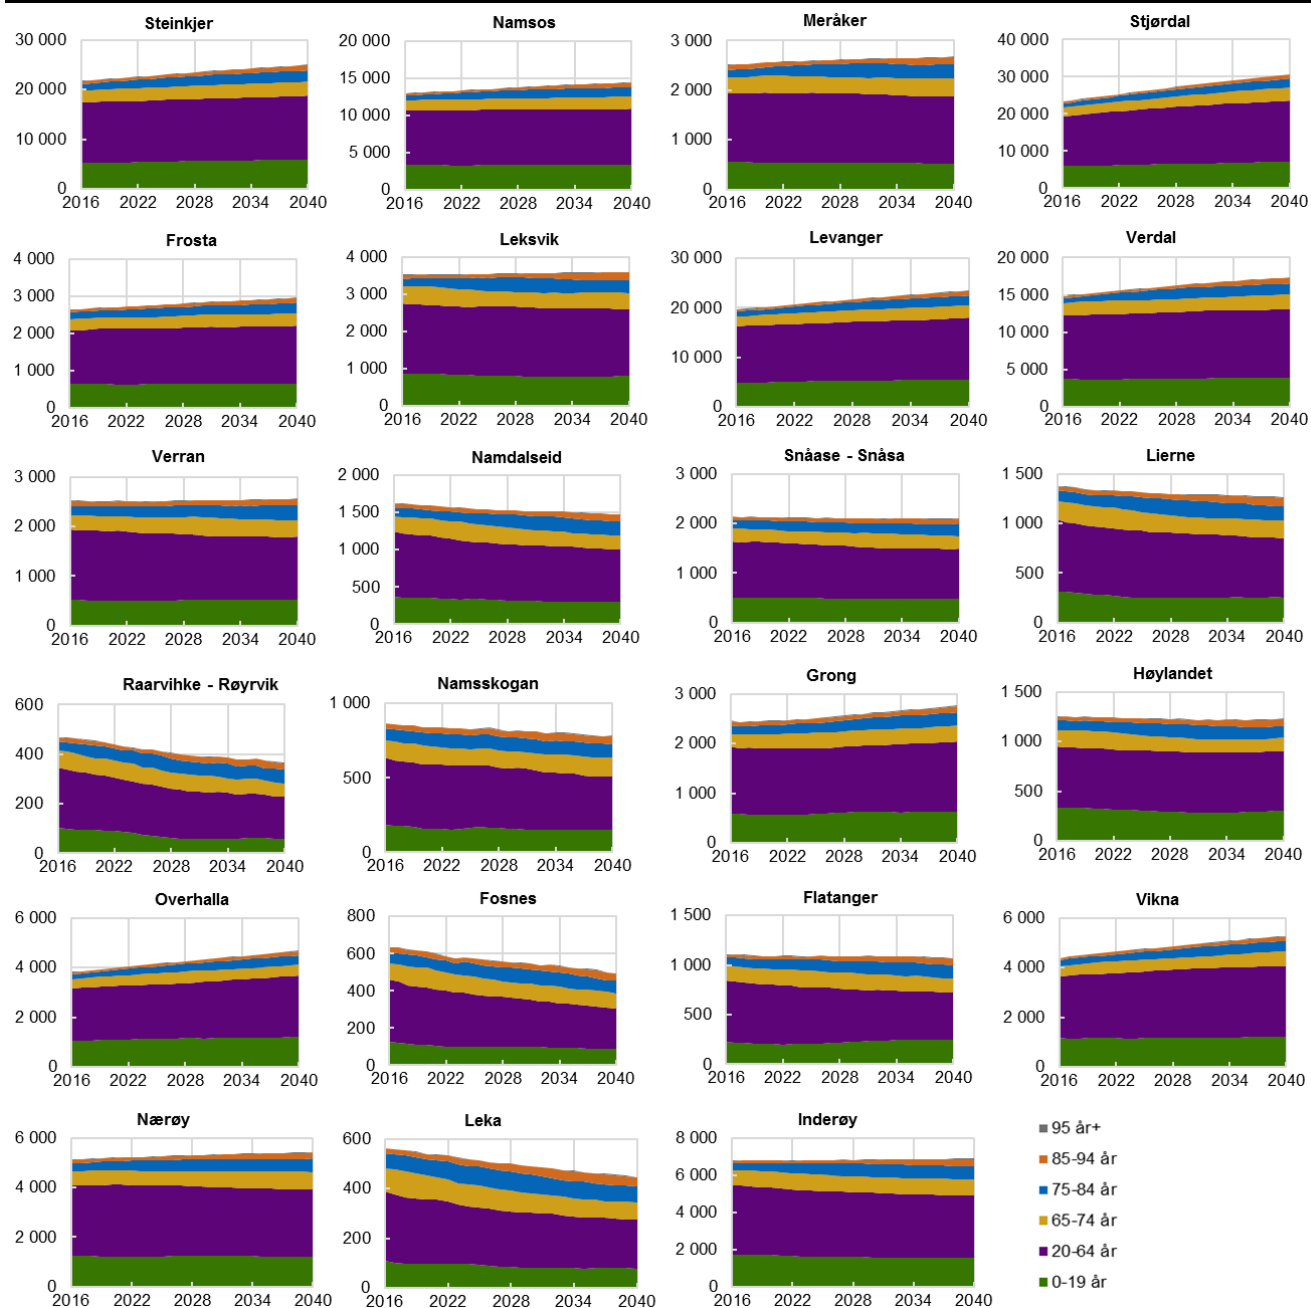 Steinkjer
30 000
20 000
10 000
0
2016 2022 2028 2034 2040
Namsos
20 000
15 000
10 000
5 000
0
2016 2022 2028 2034 2040
Meråker
3 000
2 000
1 000
0
2016 2022 2028 2034 2040
Stjørdal
40 000
30 000
20 000
10 000
0
2016 2022 2028 2034 2040
Frosta
4 000
3 000
2 000
1 000
0
2016 2022 2028 2034 2040
Leksvik
4 000
3 000
2 000
1 000
0
2016 2022 2028 2034 2040
Levanger
30 000
20 000
10 000
0
2016 2022 2028 2034 2040
Verdal
20 000
15 000
10 000
5 000
0
2016 2022 2028 2034 2040
Verran
3 000
2 000
1 000
0
2016 2022 2028 2034 2040
Namdalseid
2 000
1 500
1 000
500
0
2016 2022 2028 2034 2040
Snåase - Snåsa
3 000
2 000
1 000
0
2016 2022 2028 2034 2040
Lierne
1 500
1 000
500
0
2016 2022 2028 2034 2040
Raarvihke - Røyrvik
600
400
200
0
2016 2022 2028 2034 2040
Namsskogan
1 000
500
0
2016 2022 2028 2034 2040
Grong
3 000
2 000
1 000
0
2016 2022 2028 2034 2040
Høylandet
1 500
1 000
500
0
2016 2022 2028 2034 2040
Overhalla
6 000
4 000
2 000
0
2016 2022 2028 2034 2040
Fosnes
800
600
400
200
0
2016 2022 2028 2034 2040
Flatanger
1 500
1 000
500
0
2016 2022 2028 2034 2040
Vikna
6 000
4 000
2 000
0
2016 2022 2028 2034 2040
Nærøy
6 000
4 000
2 000
0
2016 2022 2028 2034 2040
Leka
600
400
200
0
2016 2022 2028 2034 2040
Inderøy
8 000
6 000
4 000
2 000
0
2016 2022 2028 2034 2040
95 år+
85-94 år
75-84 år
65-74 år
20-64 år
0-19 år